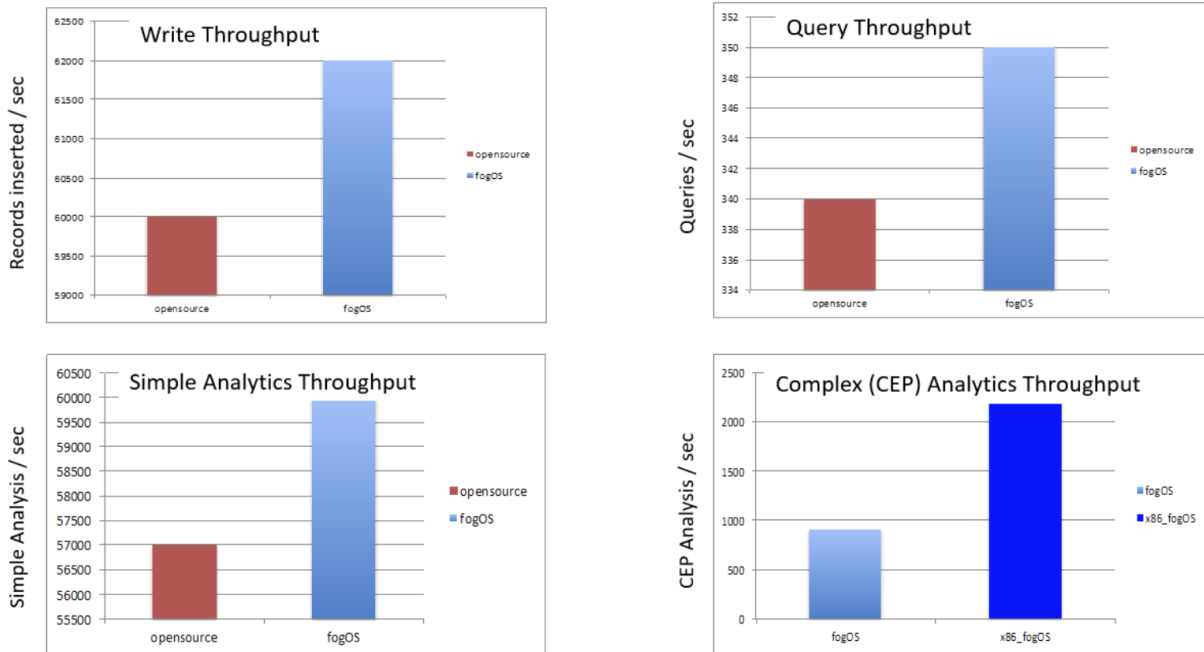 Write Throughput
Records inserted / sec
62500
62000
61500
61000
60500
60000
59500
59000
opensource
fogOS
opensource
fogOS
Query Throughput
Queries / sec
352
350
348
346
344
342
340
338
336
334
opensource
fogOS
opensource
fogOS
Simple Analytics Throughput
Simple Analysis / sec
60500
60000
59500
59000
58500
58000
57500
57000
56500
56000
55500
opensource
fogOS
opensource
fogOS
Complex (CEP) Analytics Throughput
CEP Analysis / sec
2500
2000
1500
1000
500
0
fogOS
x86_fogOS
fogOS
x86_fogOS